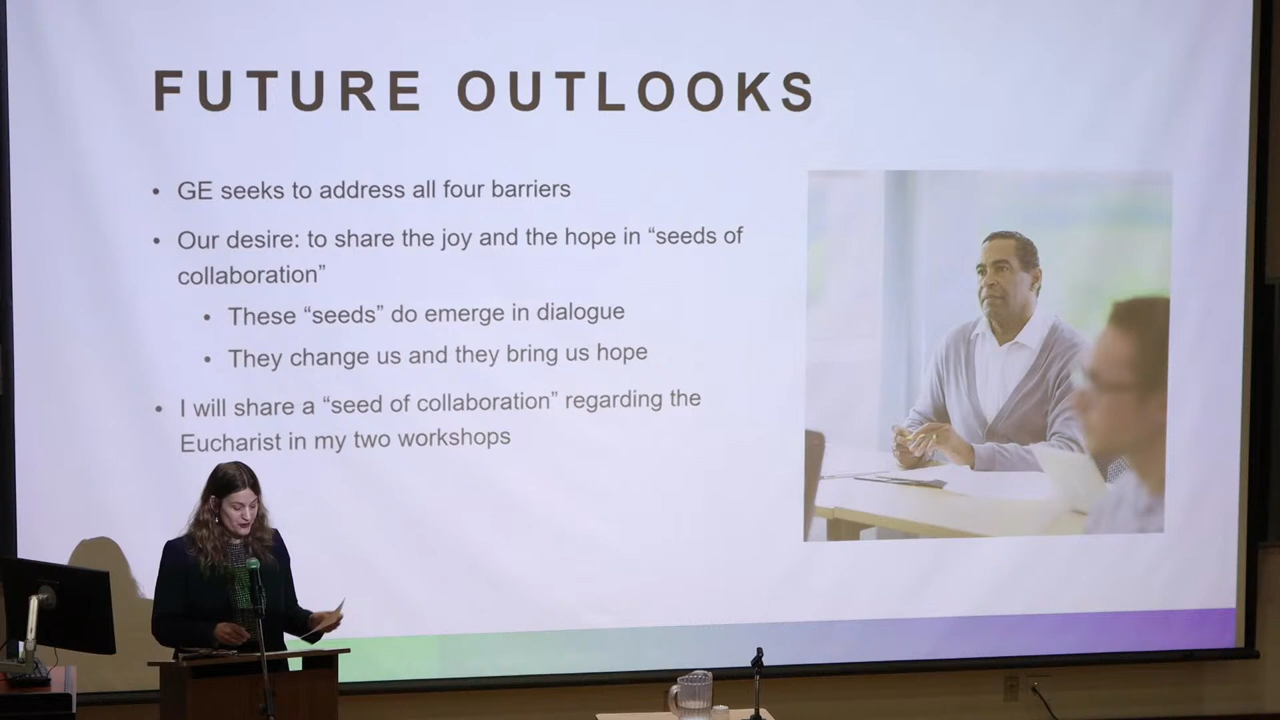 FUTURE OUTLOOKS
• GE seeks to address all four barriers
• Our desire: to share the joy and the hope in “seeds of
collaboration”
• These “seeds” do emerge in dialogue
• They change us and they bring us hope
• I will share a “seed of collaboration” regarding the
Eucharist in my two workshops